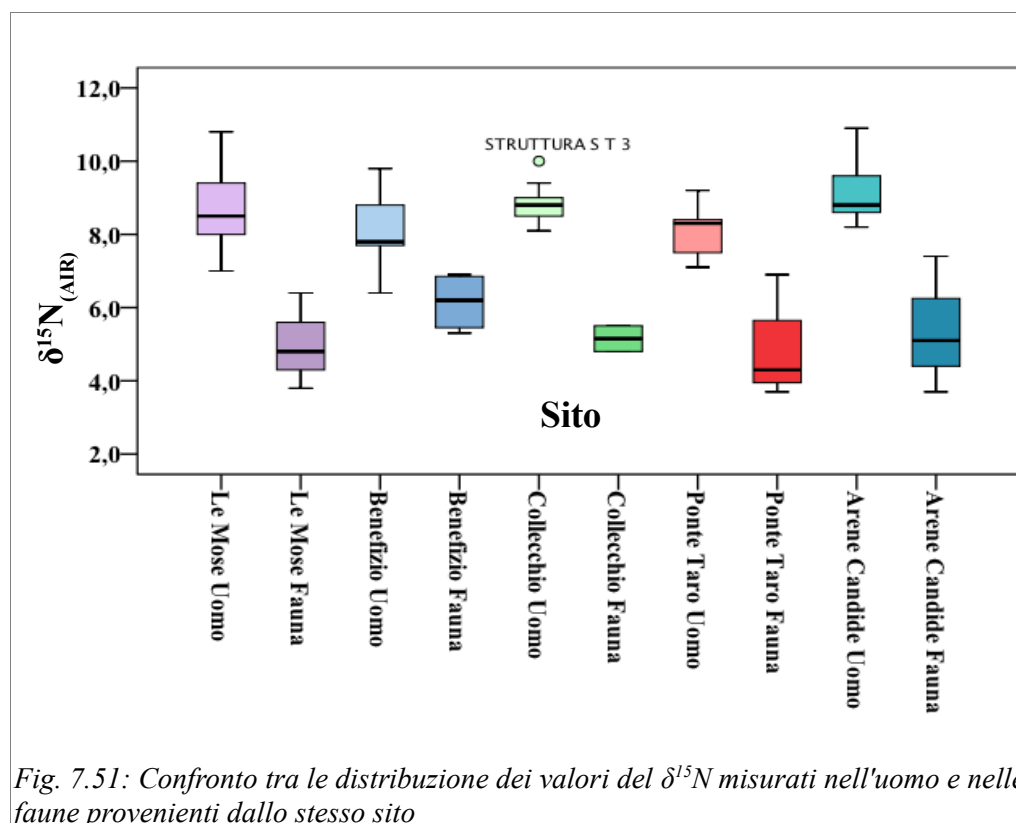 12,0
10,0
8,0
6,0
4,0
2,0
δ¹⁵N(AIR)
STRUTTURA S T 3
Sito
Le Mose Uomo
Le Mose Fauna
Benefizio Uomo
Benefizio Fauna
Collecchio Uomo
Collecchio Fauna
Ponte Taro Uomo
Ponte Taro Fauna
Arene Candide Uomo
Arene Candide Fauna
Fig. 7.51: Confronto tra le distribuzione dei valori del δ¹⁵N misurati nell'uomo e nelle
faune provenienti dallo stesso sito